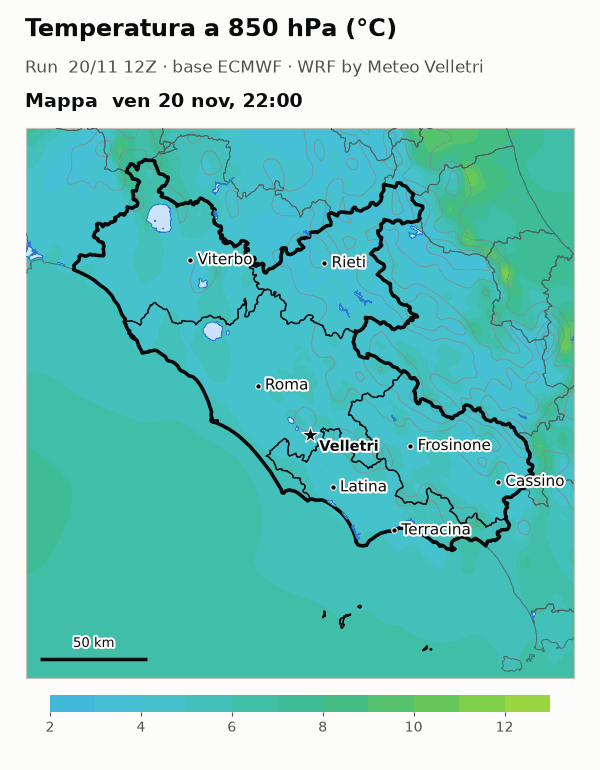 Temperatura a 850 hPa (°C)
Run  20/11 12Z · base ECMWF · WRF by Meteo Velletri
Mappa  ven 20 nov, 22:00
Viterbo
Rieti
Roma
Velletri
Frosinone
Latina
Cassino
Terracina
50 km
2 4 6 8 10 12